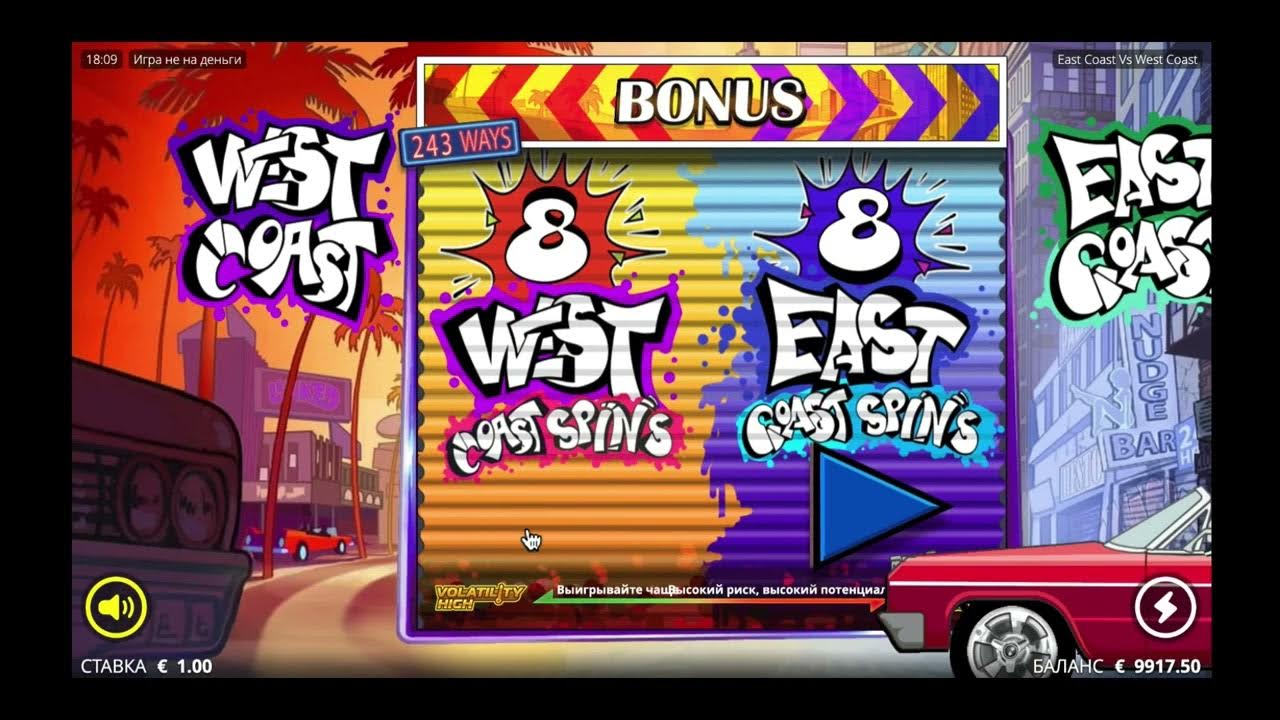 18:09 Игра не на деньги
East Coast Vs West Coast
BONUS
243 WAYS
WEST
COAST
EAST
COAST
8
8
WEST
COAST SPINS
EAST
COAST SPINS
NUDGE
BAR
VOLATILITY
HIGH
Выигрывайте чаще
Высокий риск, высокий потенциал
СТАВКА € 1.00
БАЛАНС € 9917.50